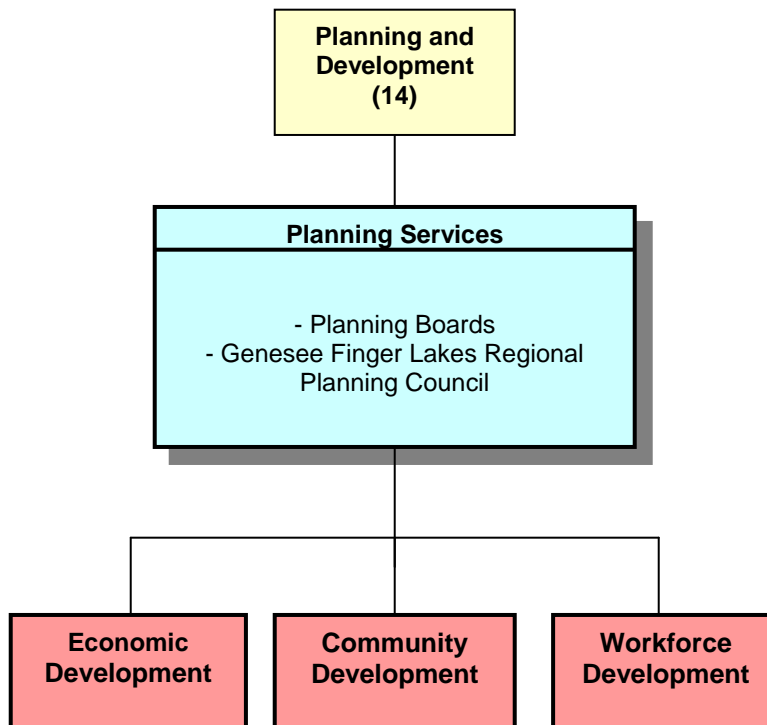 Planning and
Development
(14)
Planning Services
- Planning Boards
- Genesee Finger Lakes Regional
Planning Council
Economic
Development
Community
Development
Workforce
Development